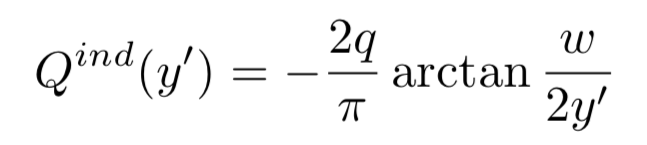 $Q^{ind}(y') = -\frac{2q}{\pi} \arctan \frac{w}{2y'}$